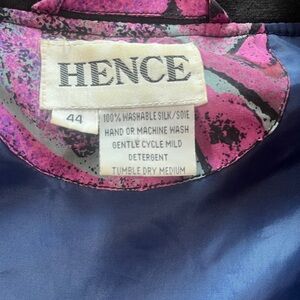 HENCE
44
100% WASHABLE SILK/SOIE
HAND OR MACHINE WASH
GENTLE CYCLE MILD
DETERGENT
TUMBLE DRY MEDIUM